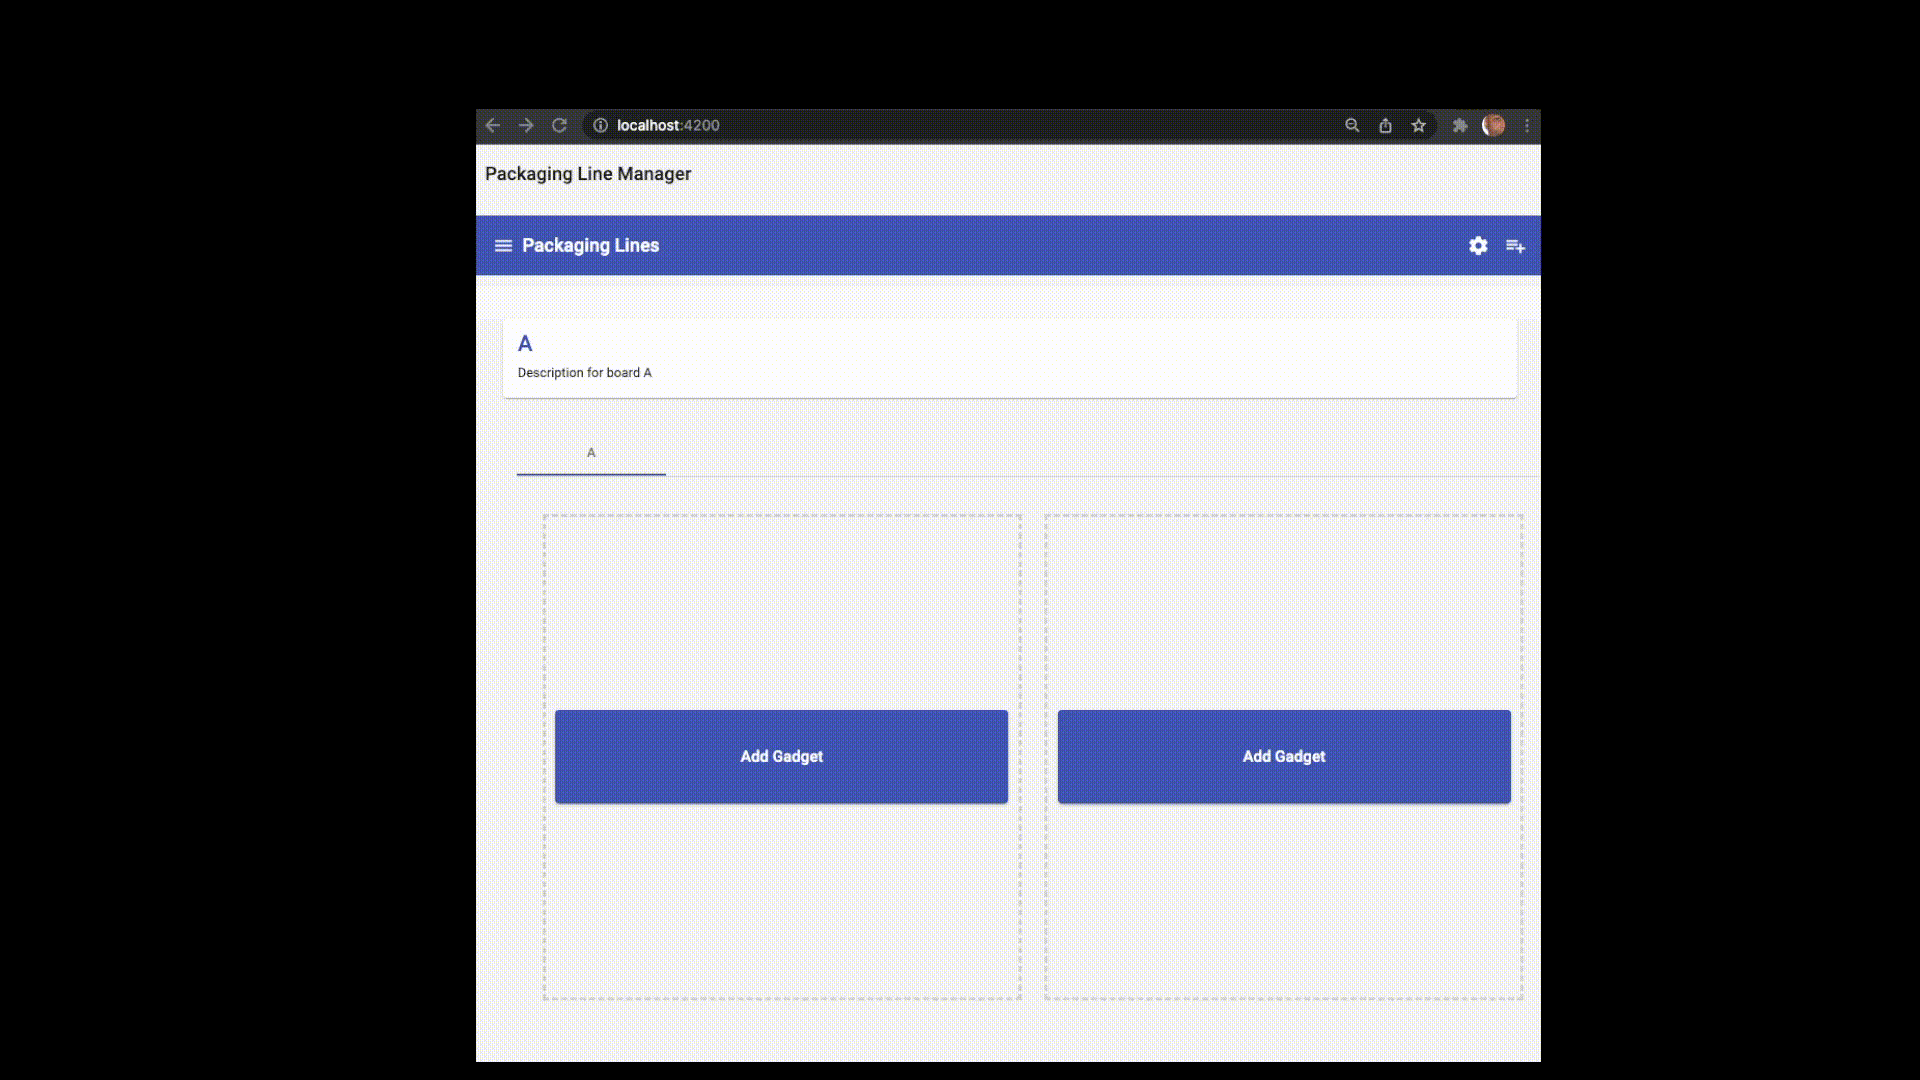 localhost:4200
Packaging Line Manager
Packaging Lines
A
Description for board A
A
Add Gadget
Add Gadget